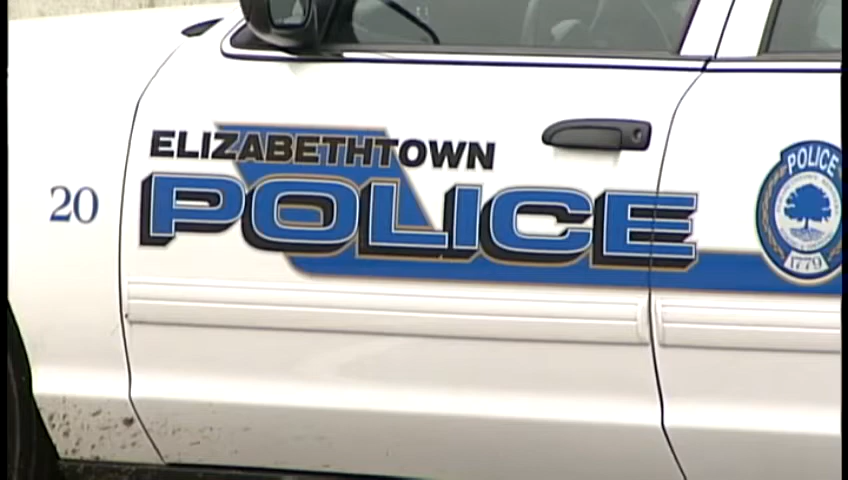 ELIZABETHTOWN
20
POLICE
POLICE
1779